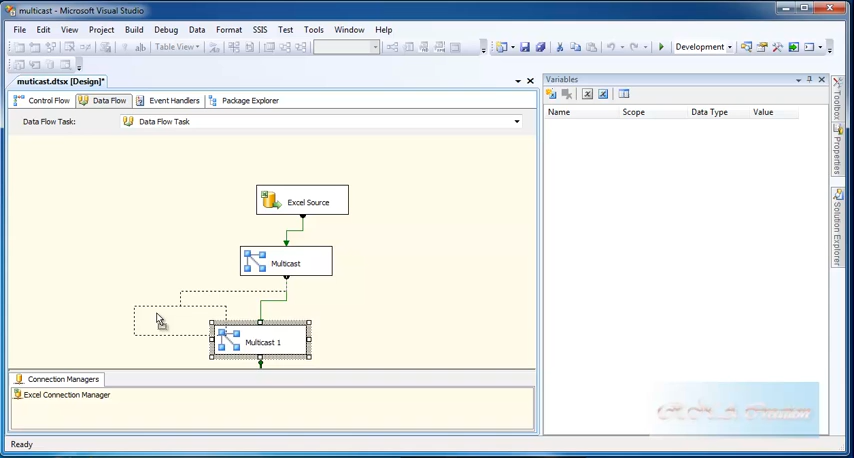 multicast - Microsoft Visual Studio
File Edit View Project Build Debug Data Format SSIS Test Tools Window Help
Table View Development
muticast.dtsx [Design]* Variables
Control Flow Data Flow Event Handlers Package Explorer
Name Scope Data Type Value
Data Flow Task: Data Flow Task
Toolbox
Properties
Solution Explorer
Excel Source
Multicast
Multicast 1
Connection Managers
Excel Connection Manager
Ready